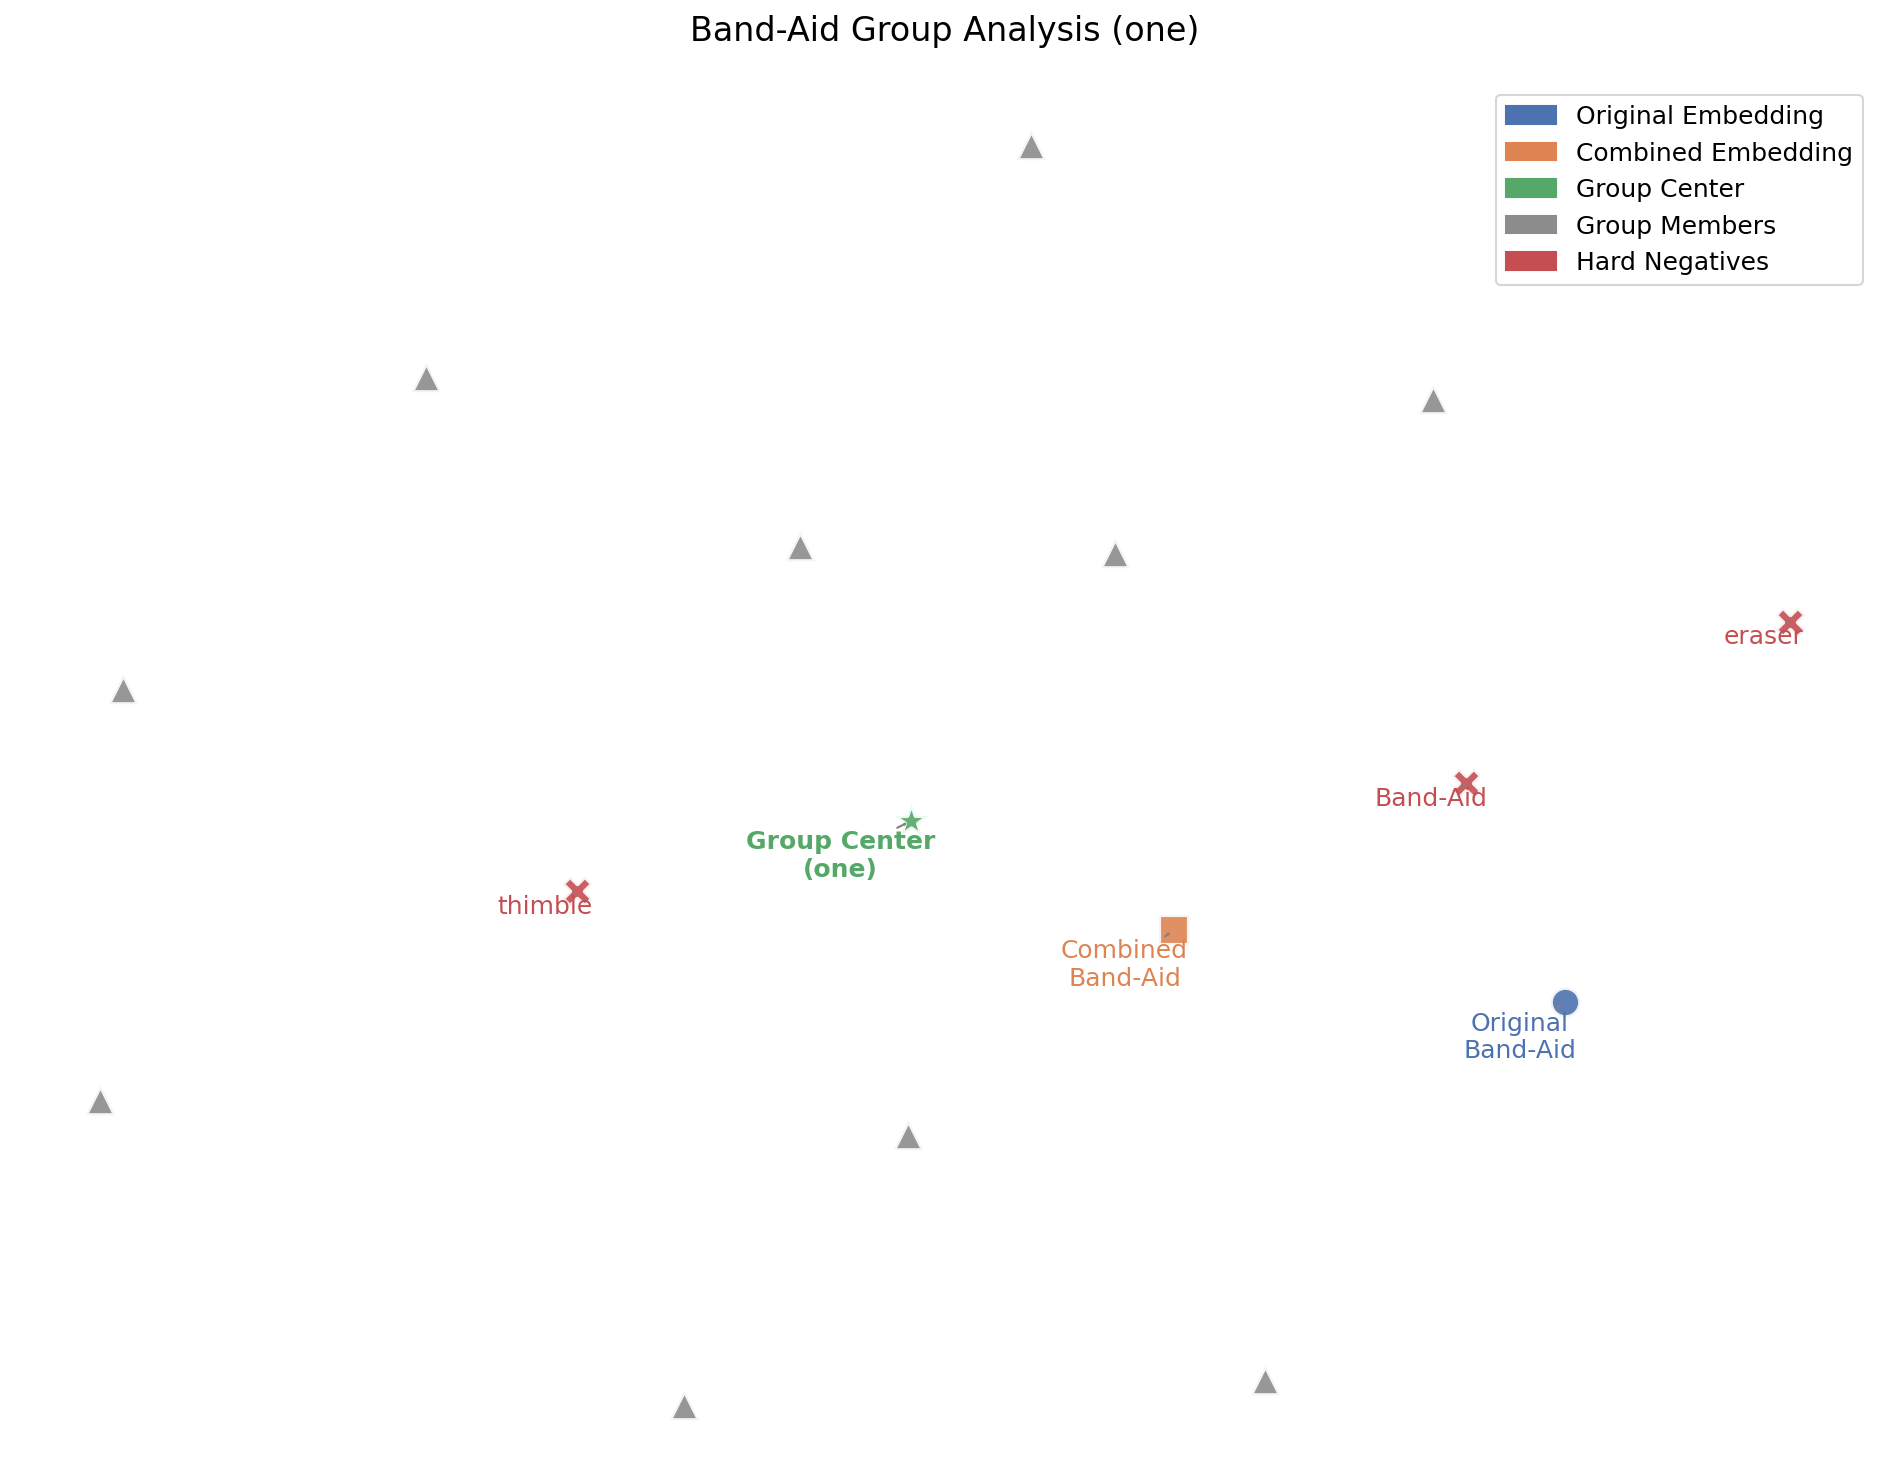 Band-Aid Group Analysis (one)
Original Embedding
Combined Embedding
Group Center
Group Members
Hard Negatives
eraser
Band-Aid
Group Center
(one)
thimble
Combined
Band-Aid
Original
Band-Aid